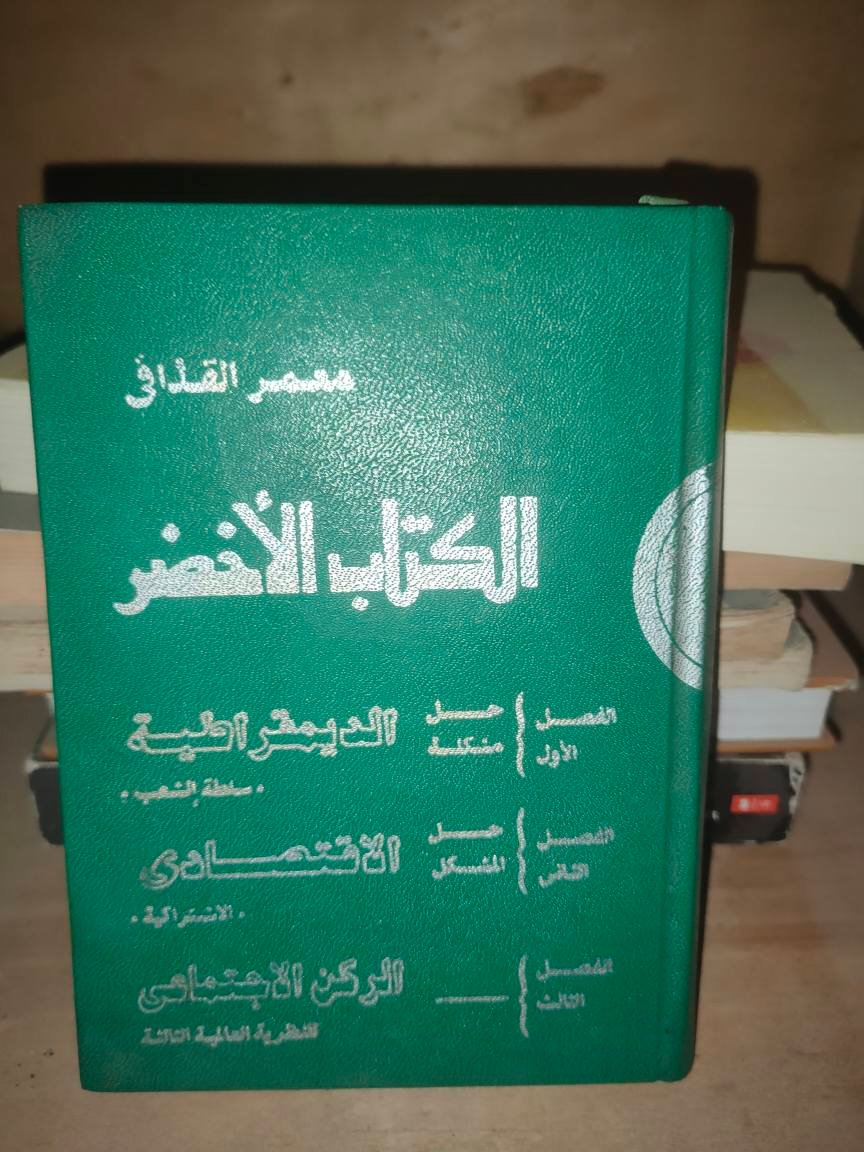 معمر القذافي
الكتاب الأخضر
الفصل الأول { حل مشكلة الديمقراطية
• سلطة الشعب •
الفصل الثاني { حل المشكل الاقتصادي
• الاشتراكية •
الفصل الثالث { ـــــ الركن الاجتماعي
للنظرية العالمية الثالثة